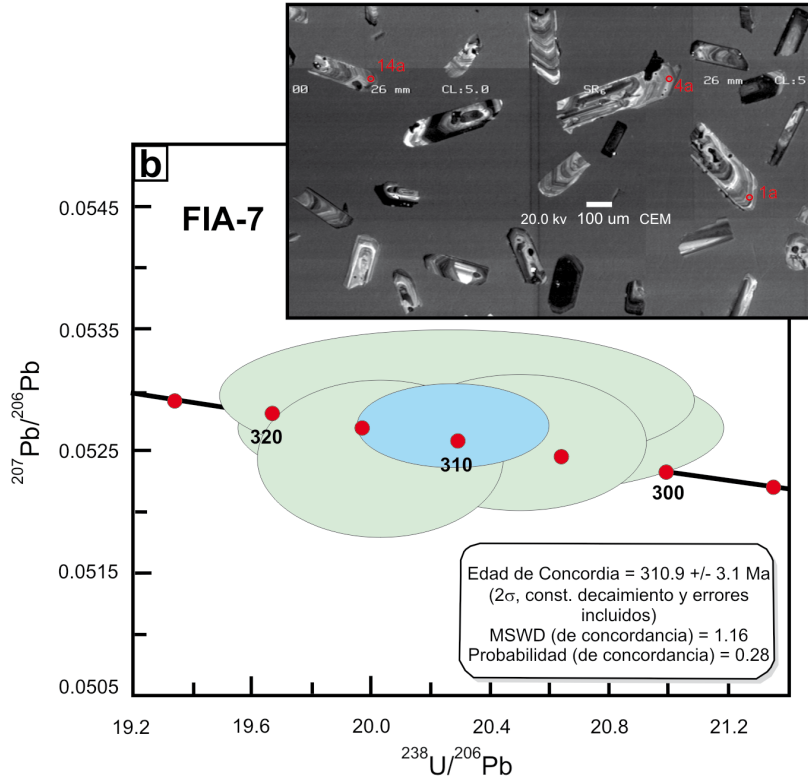 14a
4a
00
26 mm
CL:5.0
SR
26 mm
CL:5
1a
20.0 kv 100 um CEM
b
FIA-7
0.0545
0.0535
0.0525
0.0515
0.0505
207Pb/206Pb
320
310
300
Edad de Concordia = 310.9 +/- 3.1 Ma
(2σ, const. decaimiento y errores
incluidos)
MSWD (de concordancia) = 1.16
Probabilidad (de concordancia) = 0.28
19.2
19.6
20.0
20.4
20.8
21.2
238U/206Pb